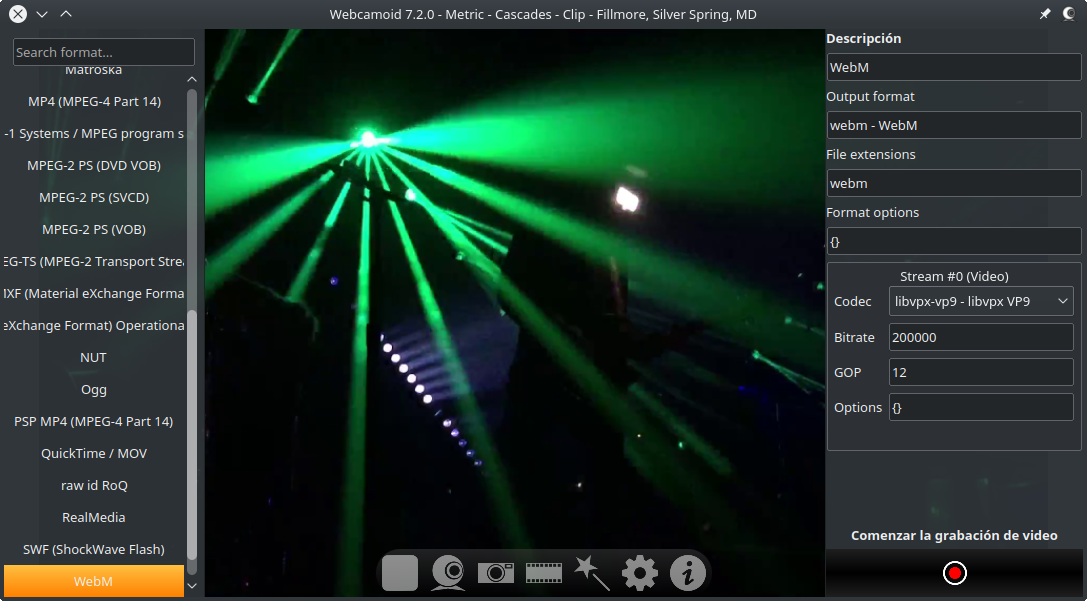 Webcamoid 7.2.0 - Metric - Cascades - Clip - Fillmore, Silver Spring, MD
Search format...
Matroska
MP4 (MPEG-4 Part 14)
-1 Systems / MPEG program s
MPEG-2 PS (DVD VOB)
MPEG-2 PS (SVCD)
MPEG-2 PS (VOB)
EG-TS (MPEG-2 Transport Strea
IXF (Material eXchange Forma
eXchange Format) Operationa
NUT
Ogg
PSP MP4 (MPEG-4 Part 14)
QuickTime / MOV
raw id RoQ
RealMedia
SWF (ShockWave Flash)
WebM
Descripción
WebM
Output format
webm - WebM
File extensions
webm
Format options
{}
Stream #0 (Video)
Codec
libvpx-vp9 - libvpx VP9
Bitrate
200000
GOP
12
Options
{}
Comenzar la grabación de video